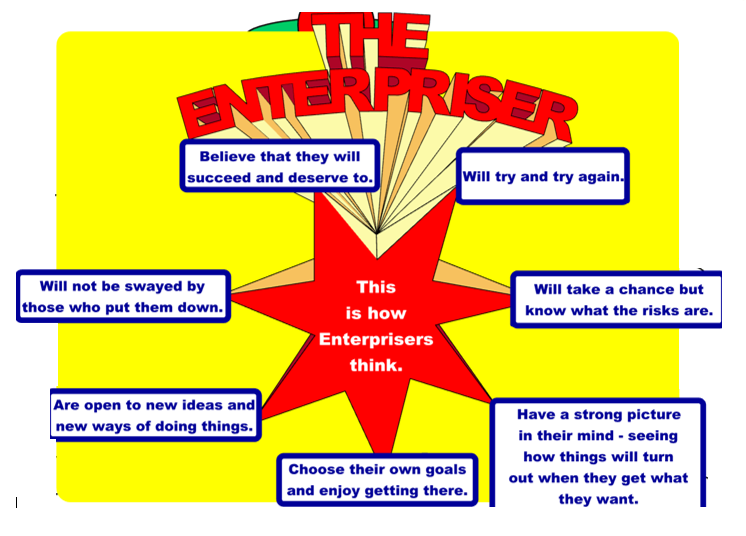 THE
ENTERPRISER
Believe that they will
succeed and deserve to.
Will try and try again.
Will not be swayed by
those who put them down.
This
is how
Enterprisers
think.
Will take a chance but
know what the risks are.
Are open to new ideas and
new ways of doing things.
Have a strong picture
in their mind - seeing
how things will turn
out when they get what
they want.
Choose their own goals
and enjoy getting there.